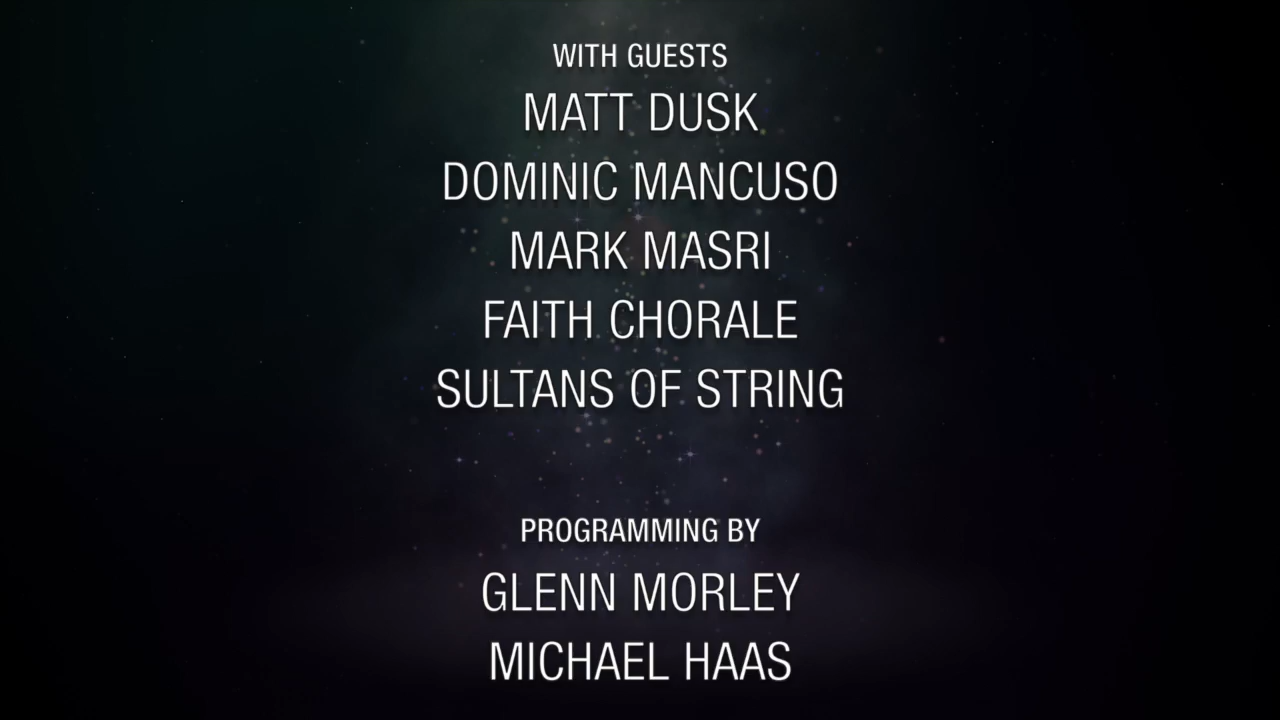 WITH GUESTS
MATT DUSK
DOMINIC MANCUSO
MARK MASRI
FAITH CHORALE
SULTANS OF STRING
PROGRAMMING BY
GLENN MORLEY
MICHAEL HAAS